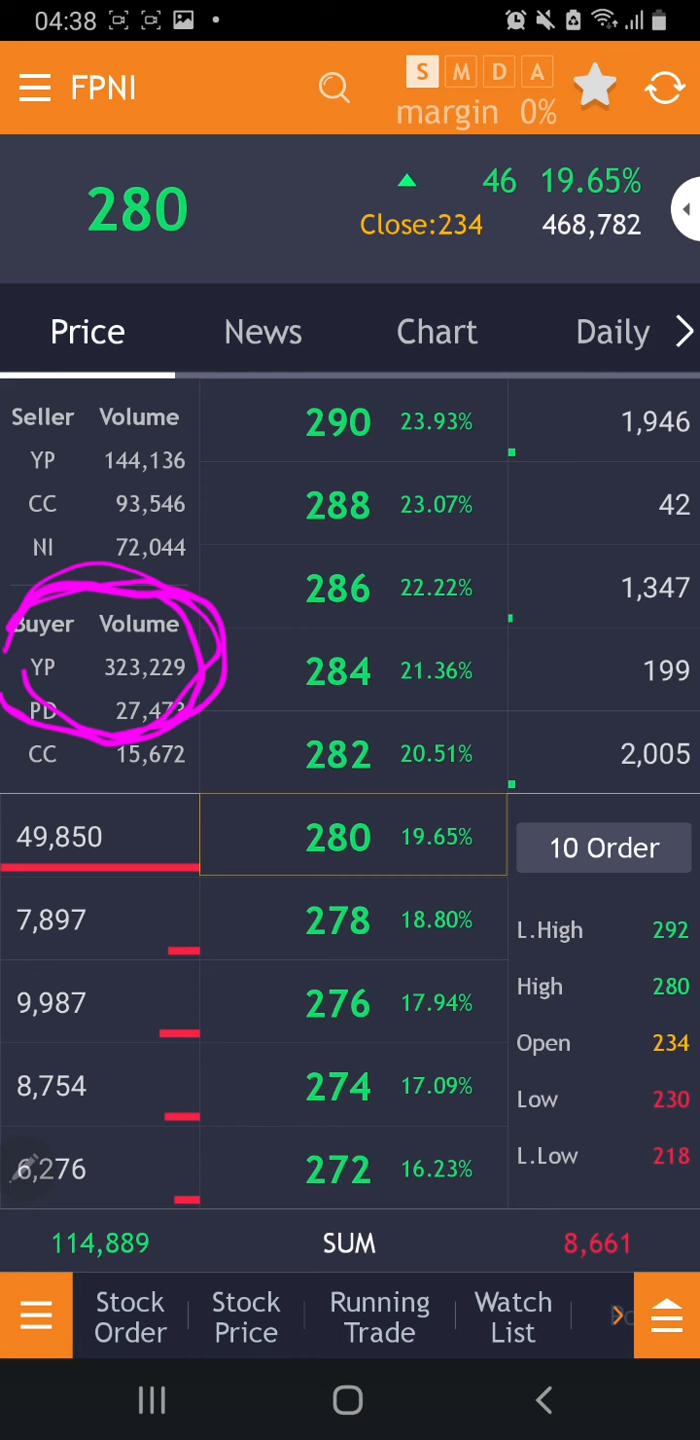 04:38
FPNI
S M D A
margin 0%
280
46 19.65%
Close:234 468,782
Price News Chart Daily
Seller Volume
YP 144,136
CC 93,546
NI 72,044
Buyer Volume
YP 323,229
PD 27,473
CC 15,672
290 23.93% 1,946
288 23.07% 42
286 22.22% 1,347
284 21.36% 199
282 20.51% 2,005
49,850 280 19.65%
7,897 278 18.80%
9,987 276 17.94%
8,754 274 17.09%
6,276 272 16.23%
10 Order
L.High 292
High 280
Open 234
Low 230
L.Low 218
114,889 SUM 8,661
Stock Order
Stock Price
Running Trade
Watch List